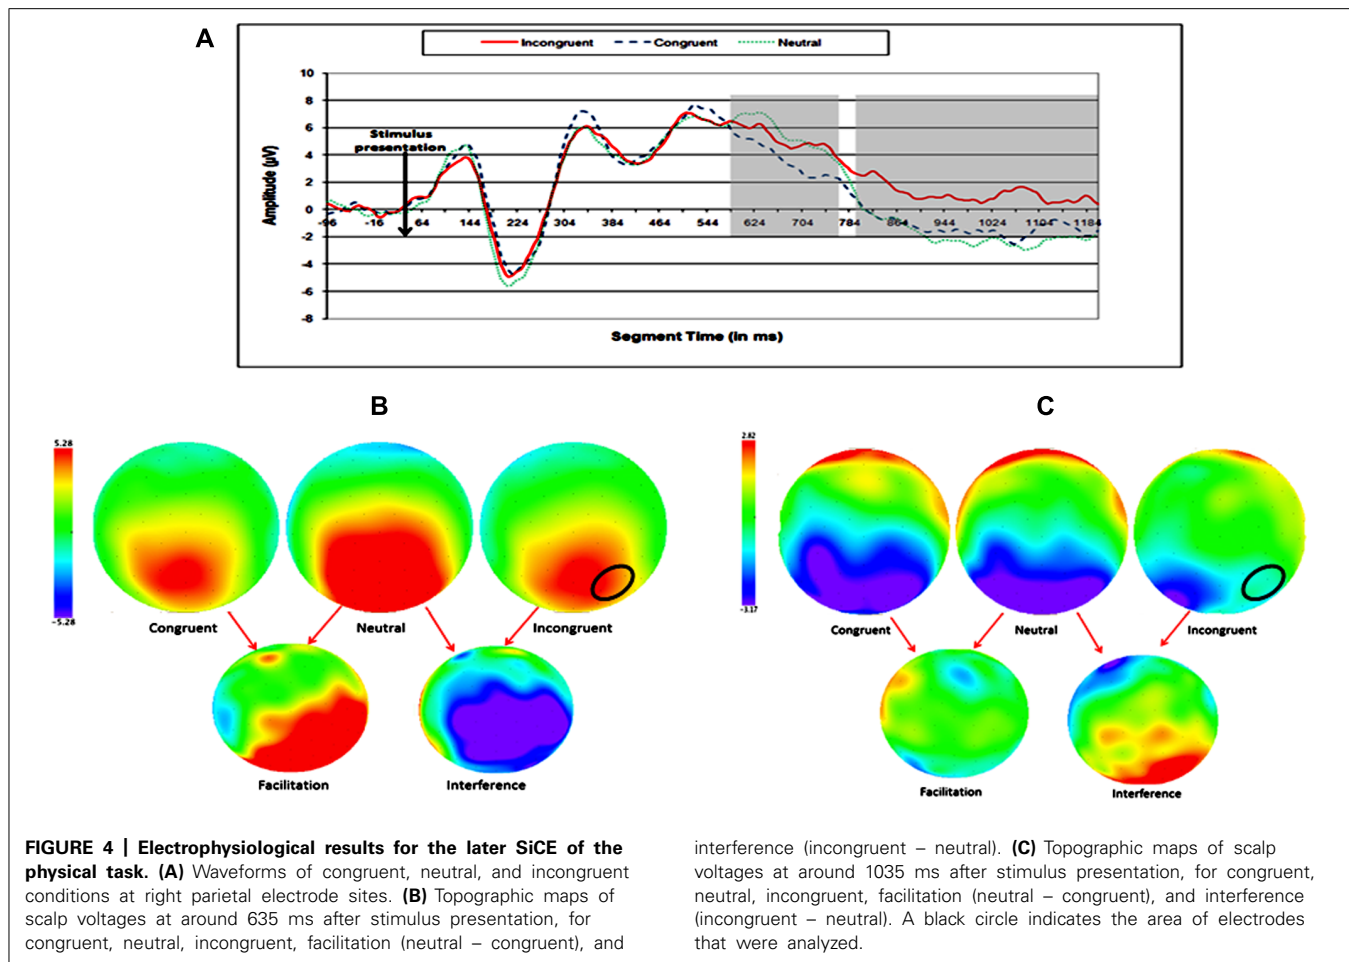 A
Incongruent Congruent Neutral
10
8
6
4
2
0
-2
-4
-6
-8
Amplitude (µV)
Stimulus
presentation
-96 -16 64 144 224 304 384 464 544 624 704 784 864 944 1024 1104 1184
Segment Time (in ms)
B
5.28
-5.28
Congruent Neutral Incongruent
Facilitation Interference
C
2.82
-3.17
Congruent Neutral Incongruent
Facilitation Interference
FIGURE 4 | Electrophysiological results for the later SiCE of the
physical task. (A) Waveforms of congruent, neutral, and incongruent
conditions at right parietal electrode sites. (B) Topographic maps of
scalp voltages at around 635 ms after stimulus presentation, for
congruent, neutral, incongruent, facilitation (neutral – congruent), and
interference (incongruent – neutral). (C) Topographic maps of scalp
voltages at around 1035 ms after stimulus presentation, for congruent,
neutral, incongruent, facilitation (neutral – congruent), and interference
(incongruent – neutral). A black circle indicates the area of electrodes
that were analyzed.